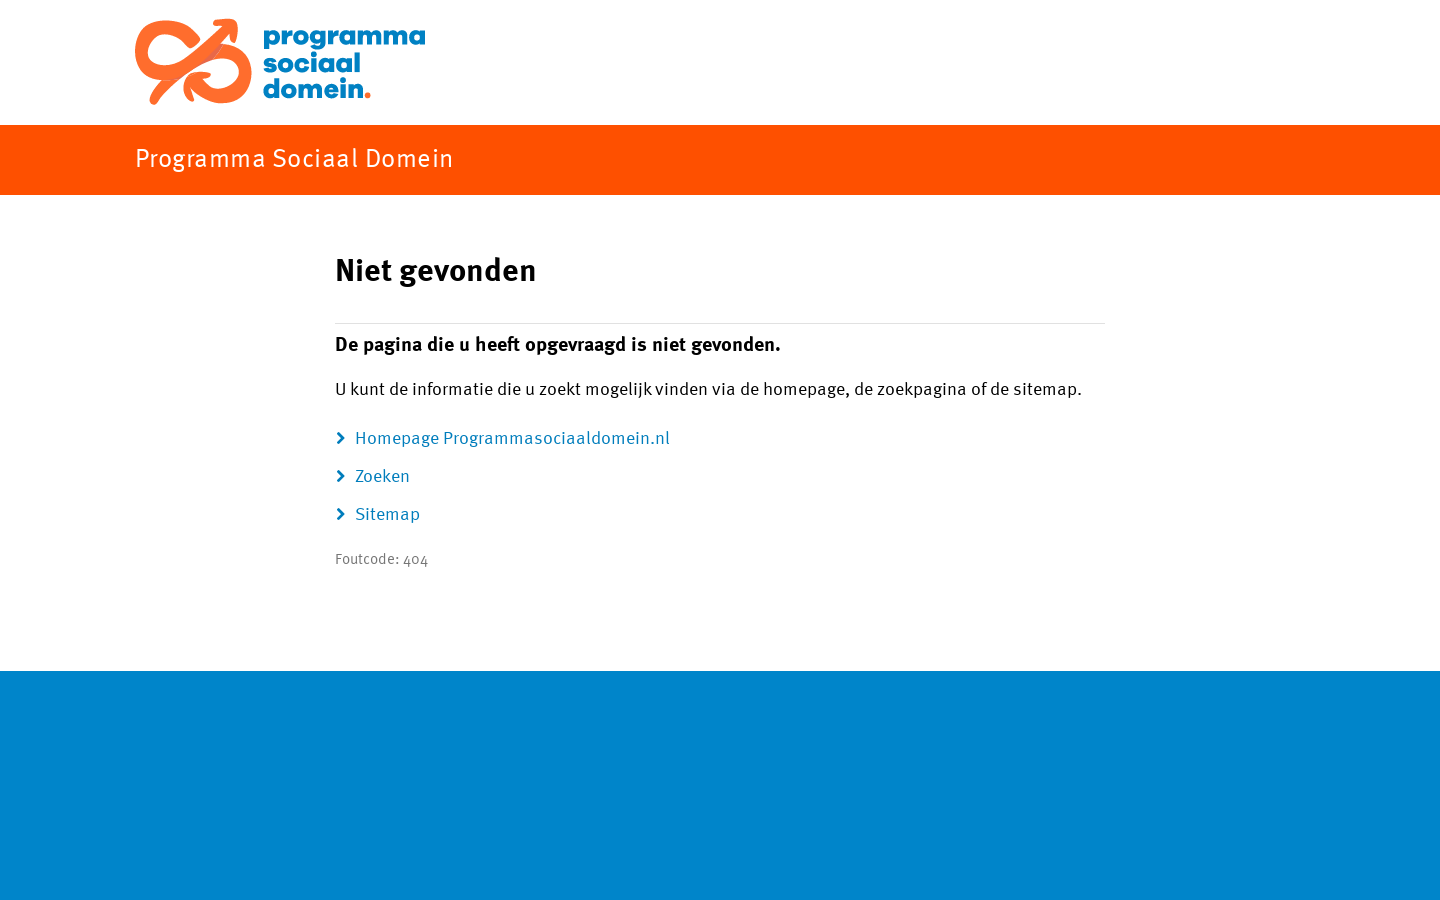 programma
sociaal
domein.
Programma Sociaal Domein
Niet gevonden
De pagina die u heeft opgevraagd is niet gevonden.
U kunt de informatie die u zoekt mogelijk vinden via de homepage, de zoekpagina of de sitemap.
Homepage Programmasociaaldomein.nl
Zoeken
Sitemap
Foutcode: 404